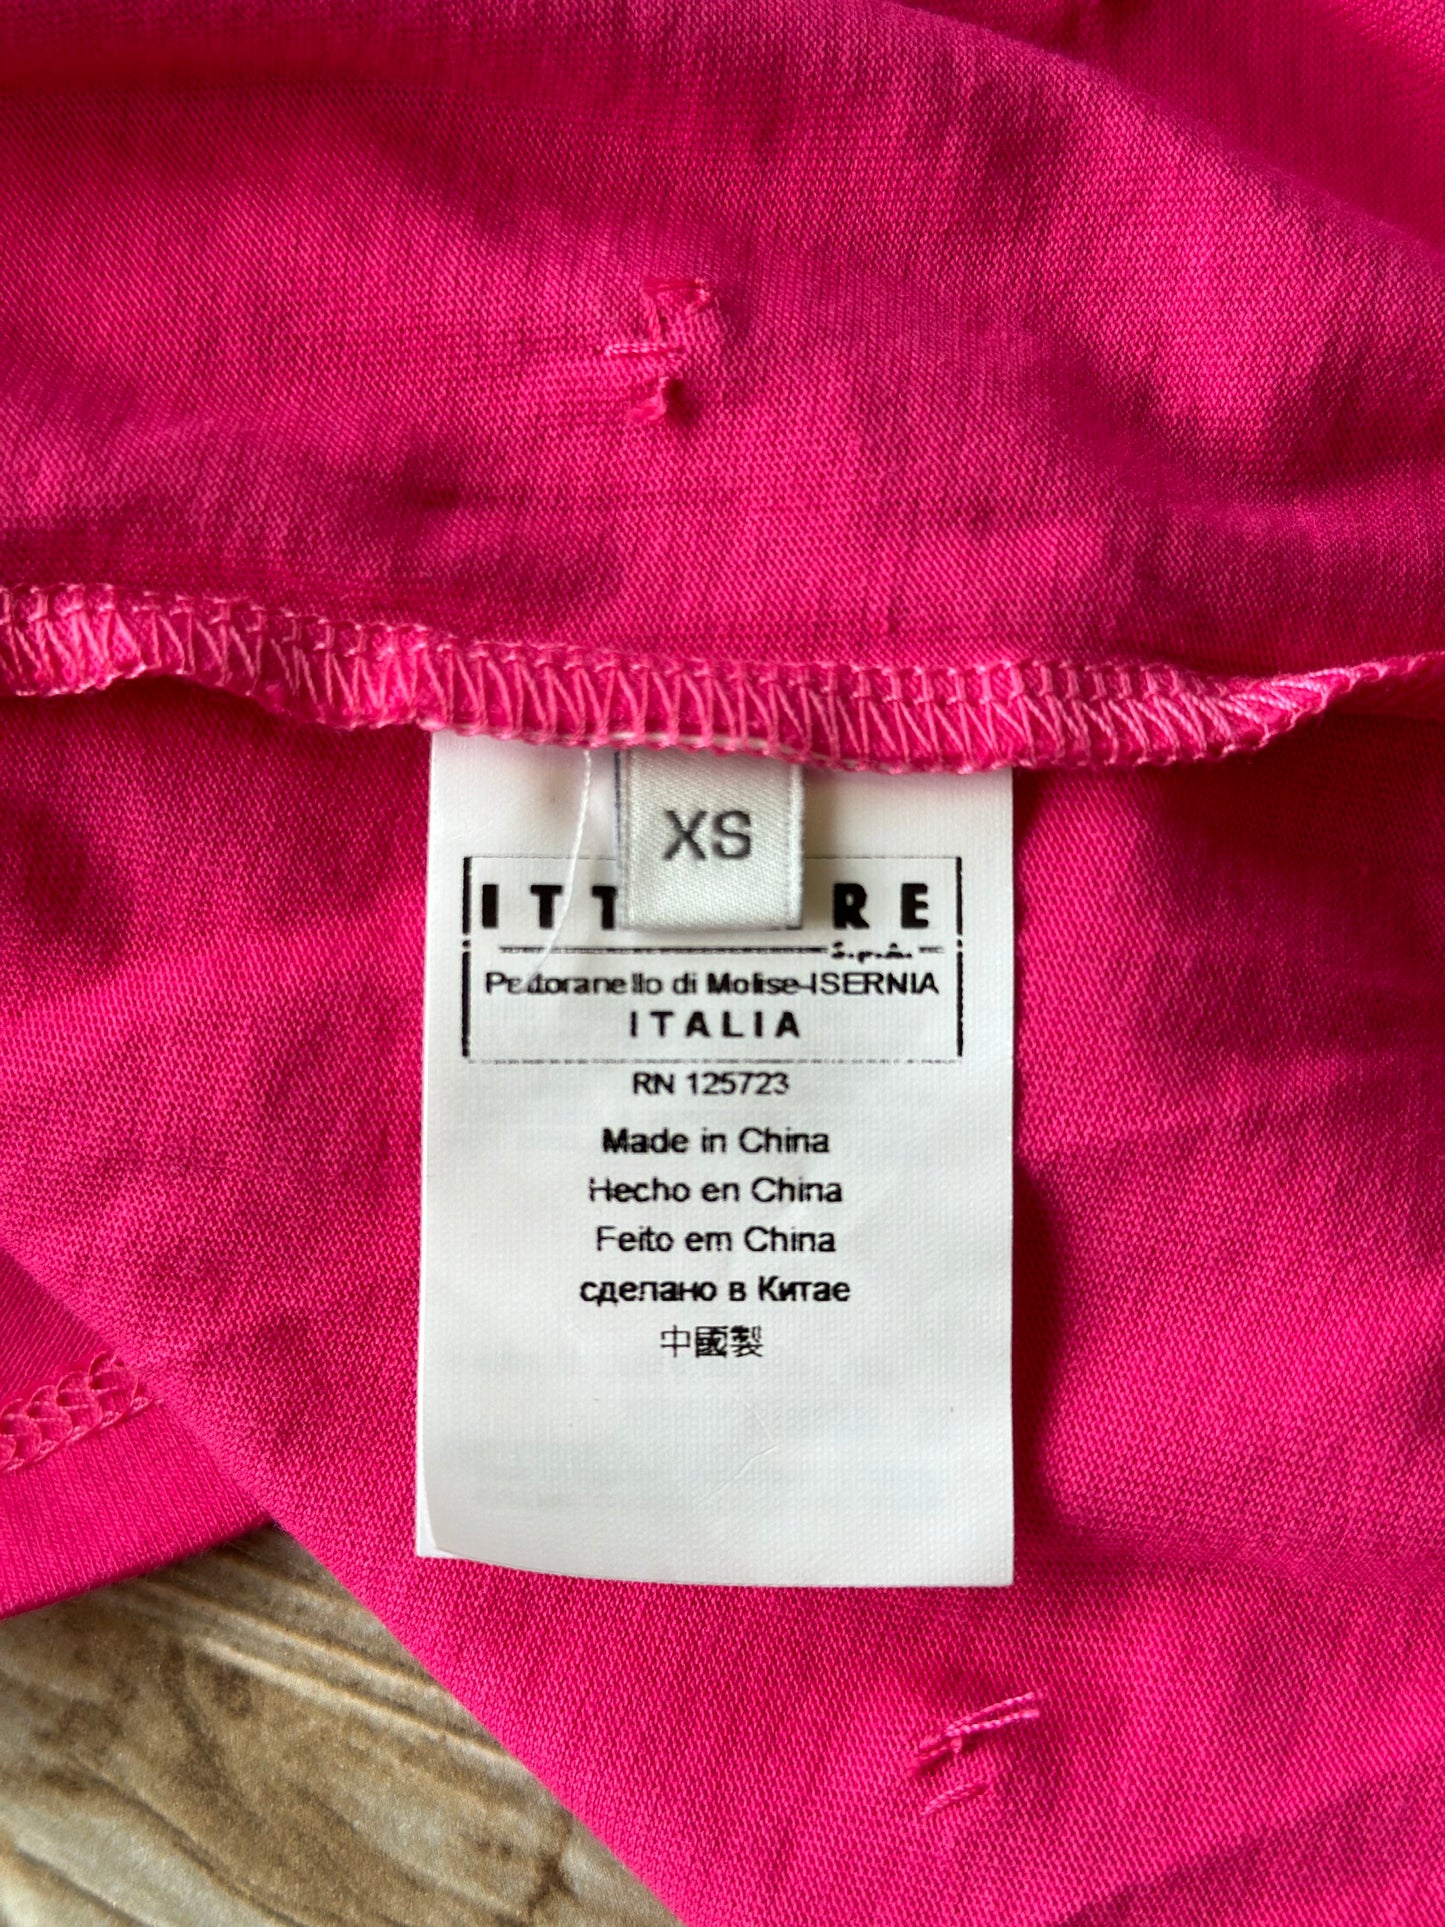 XS
S.p.A.
Pettoranello di Molise-ISERNIA
ITALIA
RN 125723
Made in China
Hecho en China
Feito em China
сделано в Китае
中國製